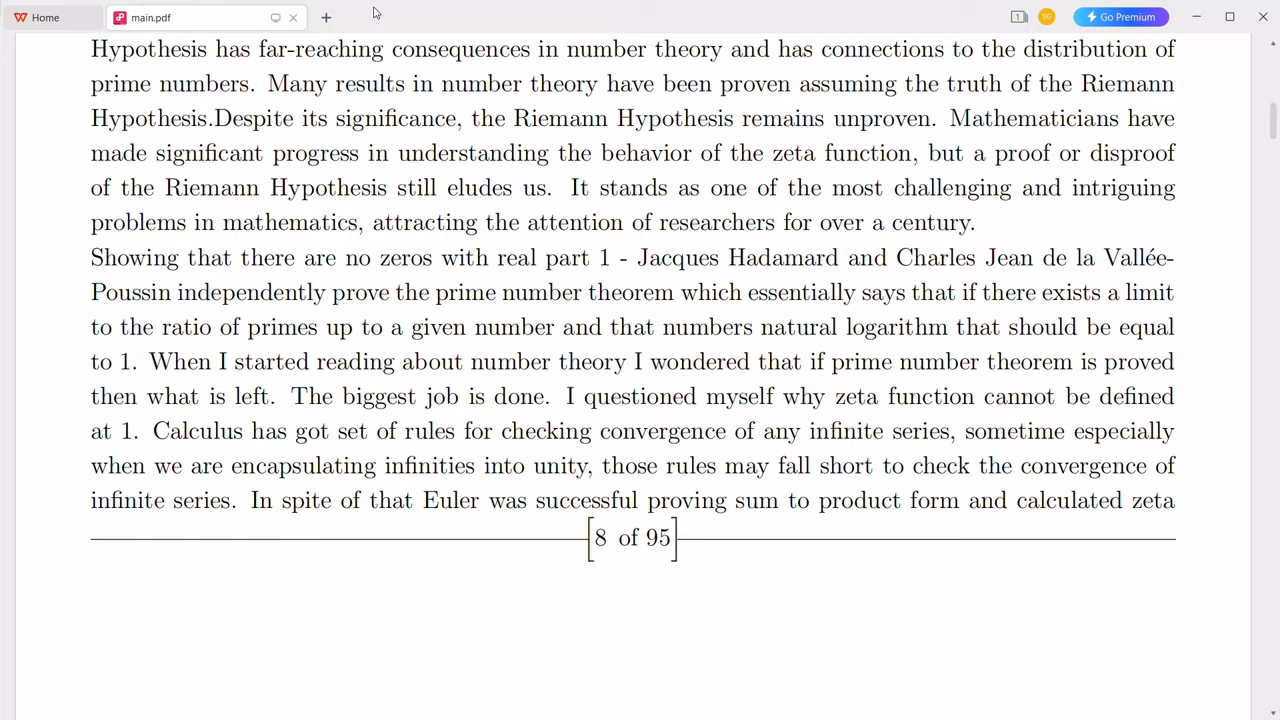 Home
main.pdf
1
SG
Go Premium
Hypothesis has far-reaching consequences in number theory and has connections to the distribution of
prime numbers. Many results in number theory have been proven assuming the truth of the Riemann
Hypothesis.Despite its significance, the Riemann Hypothesis remains unproven. Mathematicians have
made significant progress in understanding the behavior of the zeta function, but a proof or disproof
of the Riemann Hypothesis still eludes us. It stands as one of the most challenging and intriguing
problems in mathematics, attracting the attention of researchers for over a century.
Showing that there are no zeros with real part 1 - Jacques Hadamard and Charles Jean de la Vallée-
Poussin independently prove the prime number theorem which essentially says that if there exists a limit
to the ratio of primes up to a given number and that numbers natural logarithm that should be equal
to 1. When I started reading about number theory I wondered that if prime number theorem is proved
then what is left. The biggest job is done. I questioned myself why zeta function cannot be defined
at 1. Calculus has got set of rules for checking convergence of any infinite series, sometime especially
when we are encapsulating infinities into unity, those rules may fall short to check the convergence of
infinite series. In spite of that Euler was successful proving sum to product form and calculated zeta
[8 of 95]